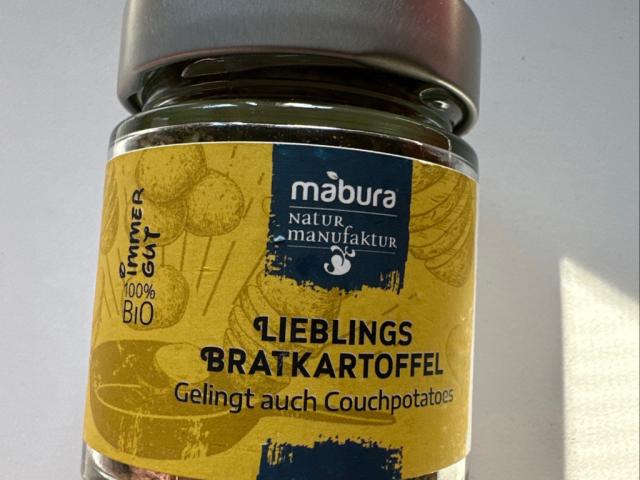 mabura
NATUR
MANUFAKTUR
IMMER
GUT
100%
BiO
LIEBLINGS
BRATKARTOFFEL
Gelingt auch Couchpotatoes